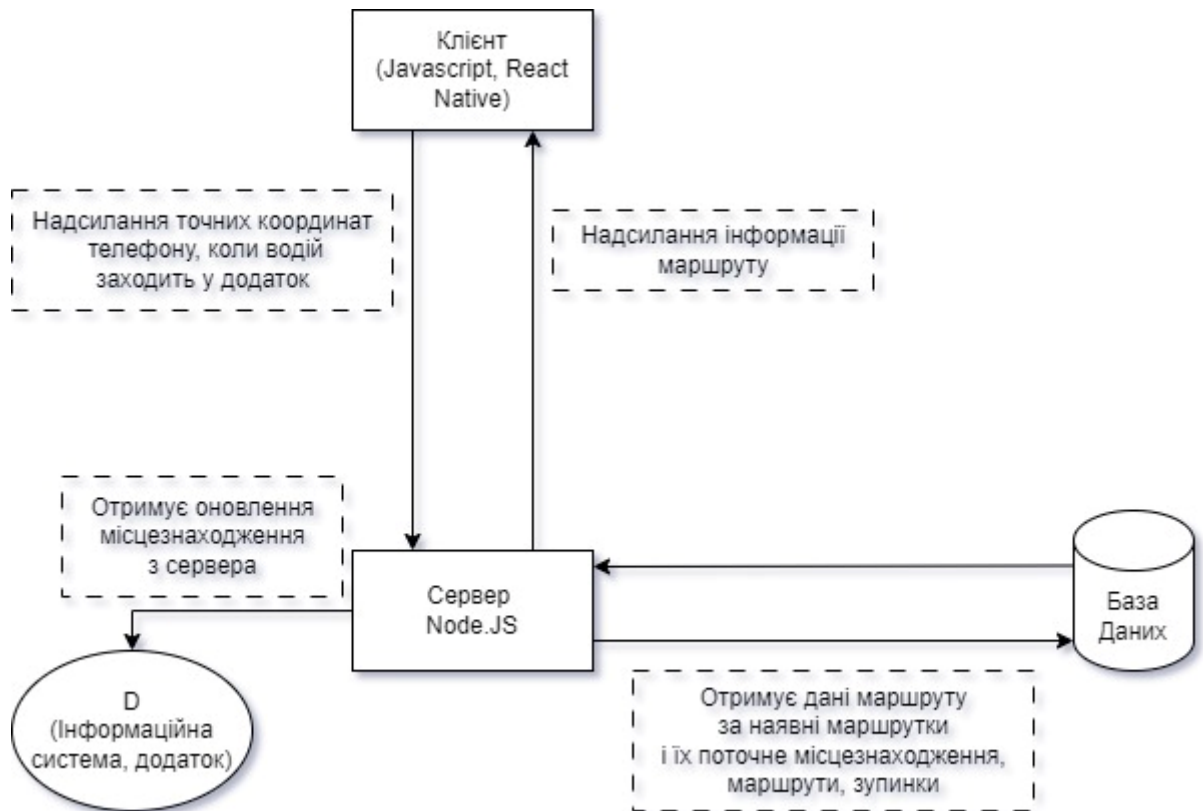 Клієнт
(Javascript, React
Native)
Надсилання точних координат
телефону, коли водій
заходить у додаток
Надсилання інформації
маршруту
Отримує оновлення
місцезнаходження
з сервера
Сервер
Node.JS
База
Даних
D
(Інформаційна
система, додаток)
Отримує дані маршруту
за наявні маршрутки
і їх поточне місцезнаходження,
маршрути, зупинки